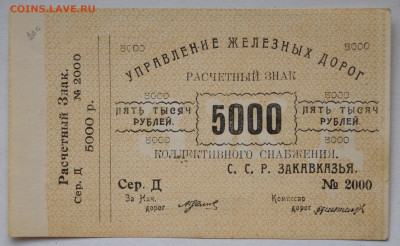 COINS.LAVE.RU
Расчетный Знак.
Сер. Д № 2000
5000 р.
5000 5000
УПРАВЛЕНИЕ ЖЕЛЕЗНЫХ ДОРОГ
РАСЧЕТНЫЙ ЗНАК
5000 5000
ПЯТЬ ТЫСЯЧ
РУБЛЕЙ.
5000
ПЯТЬ ТЫСЯЧ
РУБЛЕЙ.
5000 5000
КОЛЛЕКТИВНОГО СНАБЖЕНИЯ.
С. С. Р. ЗАКАВКАЗЬЯ.
Сер. Д № 2000
За Нач. дорог
Комиссар дорог